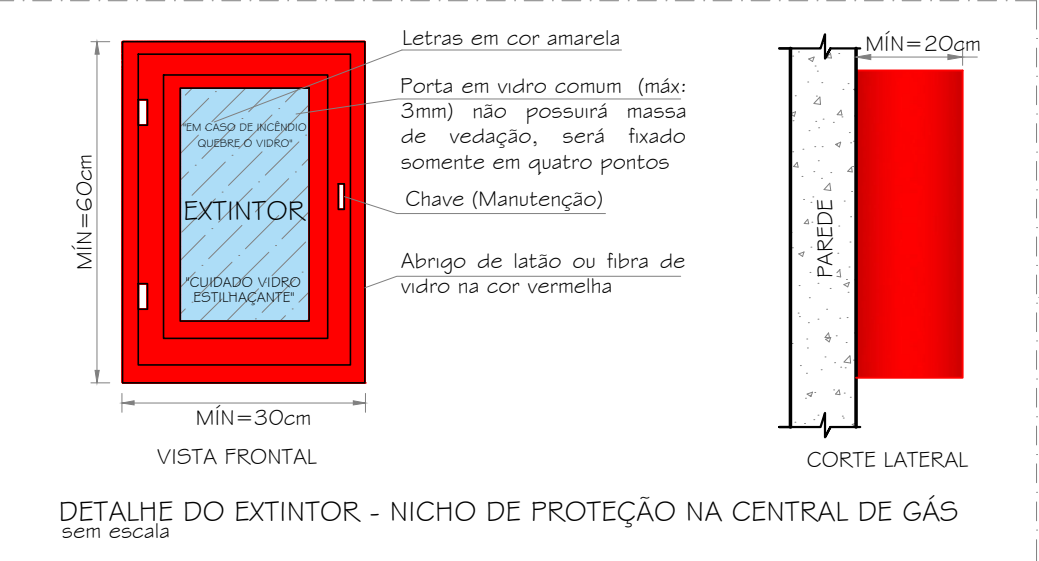 Letras em cor amarela
MÍN=20cm
Porta em vidro comum (máx:
3mm) não possuirá massa
de vedação, será fixado
somente em quatro pontos
"EM CASO DE INCÊNDIO
QUEBRE O VIDRO"
MÍN=60cm
EXTINTOR
Chave (Manutenção)
PAREDE
Abrigo de latão ou fibra de
vidro na cor vermelha
"CUIDADO VIDRO
ESTILHAÇANTE"
MÍN=30cm
VISTA FRONTAL
CORTE LATERAL
DETALHE DO EXTINTOR - NICHO DE PROTEÇÃO NA CENTRAL DE GÁS
sem escala